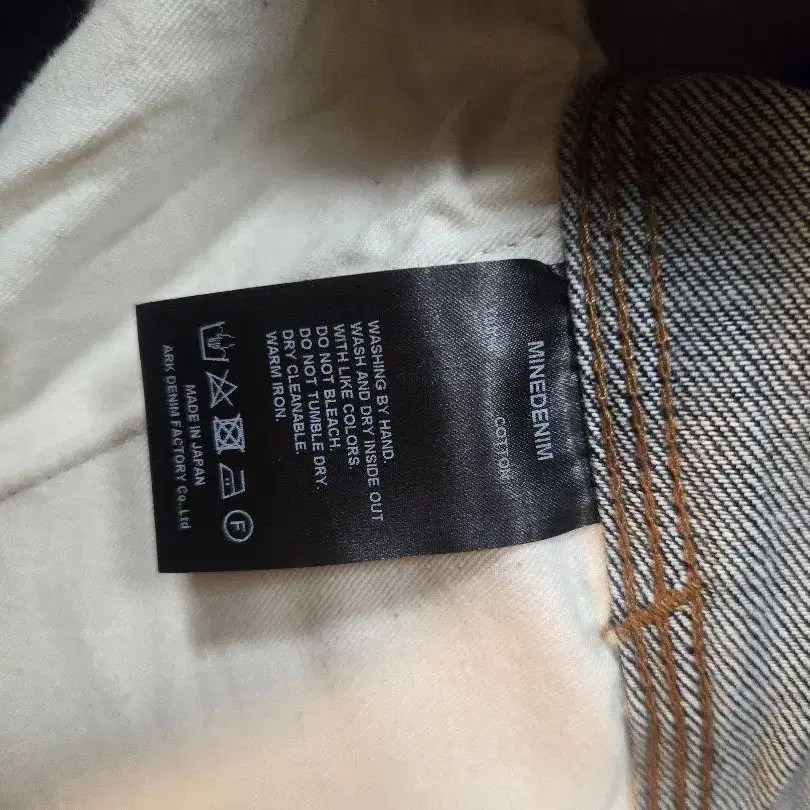 MINEDENIM
COTTON
WASHING BY HAND.
WASH AND DRY INSIDE OUT
WITH LIKE COLORS.
DO NOT BLEACH.
DO NOT TUMBLE DRY.
DRY CLEANABLE.
WARM IRON.
F
MADE IN JAPAN
ARK DENIM FACTORY Co.,Ltd